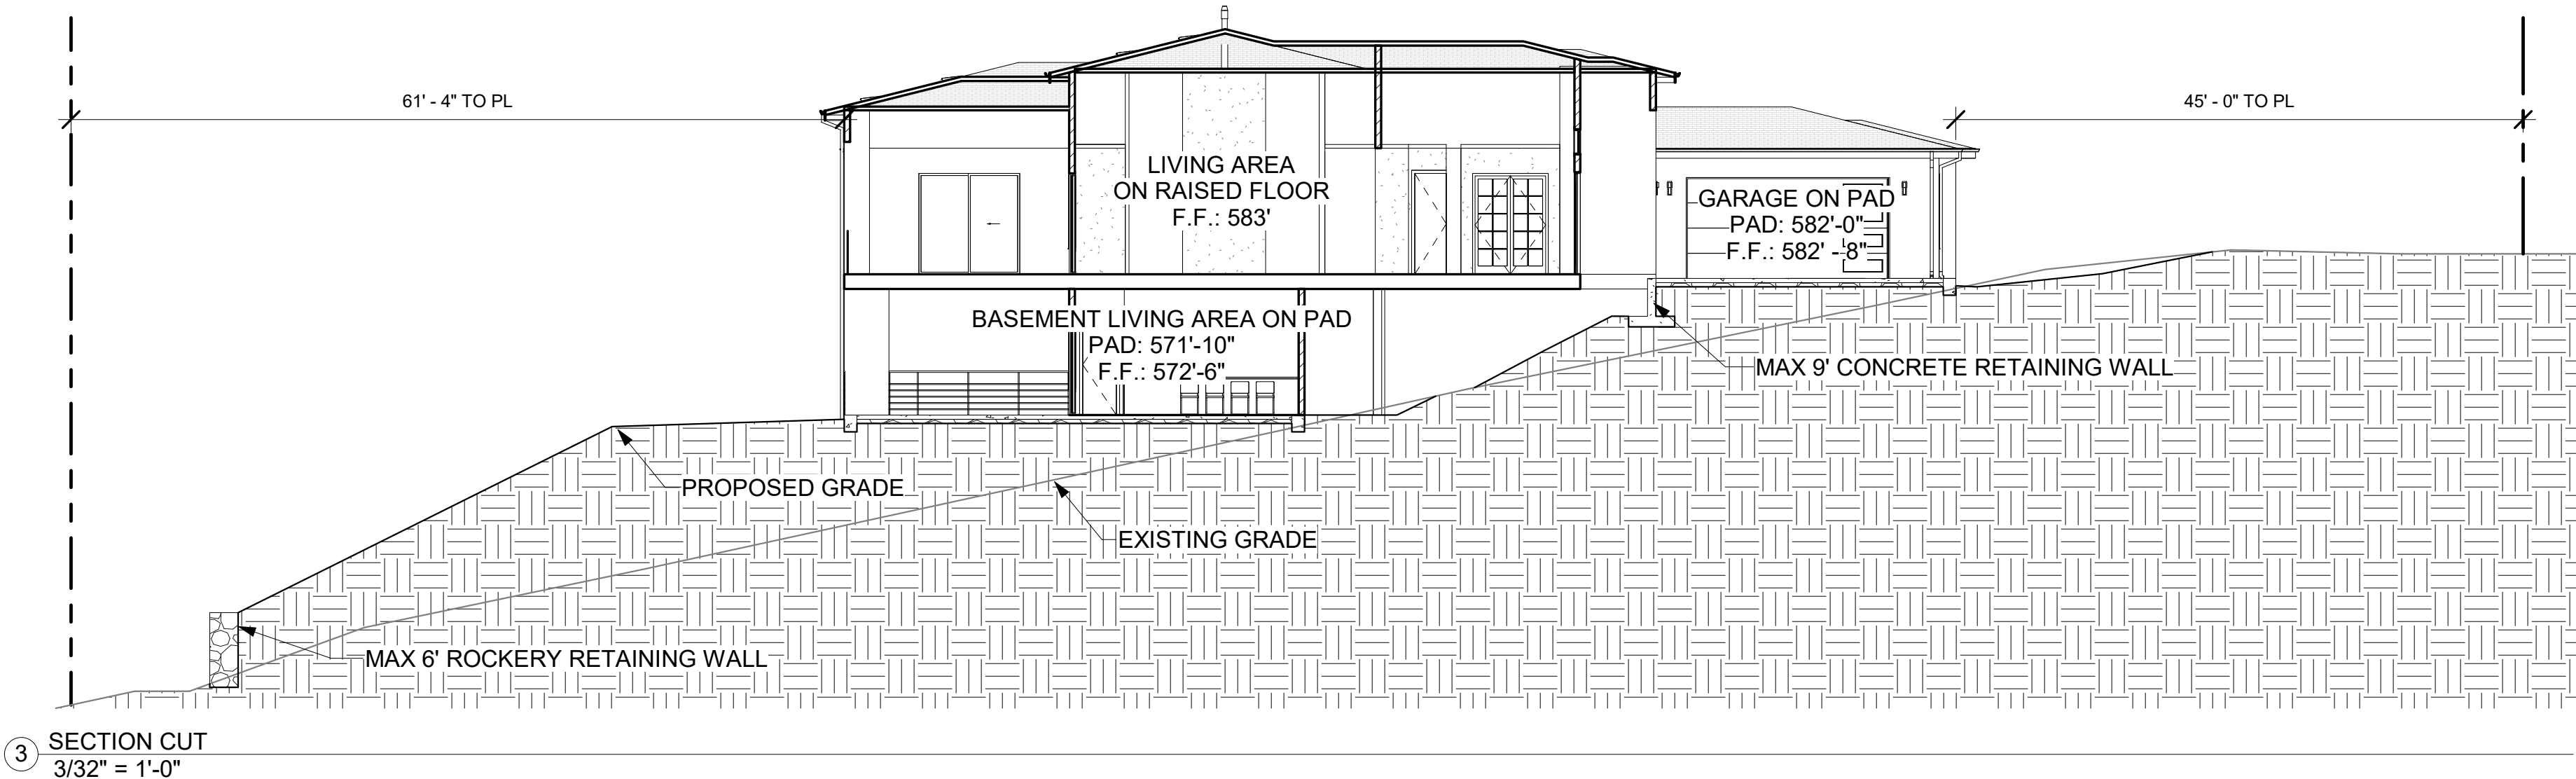 61' - 4" TO PL
45' - 0" TO PL
LIVING AREA
ON RAISED FLOOR
F.F.: 583'
GARAGE ON PAD
PAD: 582'-0"
F.F.: 582' - 8"
BASEMENT LIVING AREA ON PAD
PAD: 571'-10"
F.F.: 572'-6"
MAX 9' CONCRETE RETAINING WALL
PROPOSED GRADE
EXISTING GRADE
MAX 6' ROCKERY RETAINING WALL
3 SECTION CUT
3/32" = 1'-0"